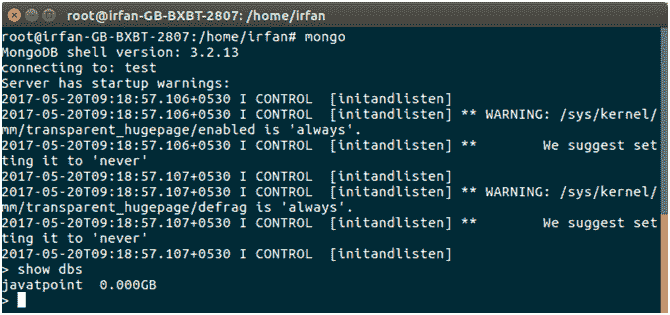 root@irfan-GB-BXBT-2807: /home/irfan
root@irfan-GB-BXBT-2807:/home/irfan# mongo
MongoDB shell version: 3.2.13
connecting to: test
Server has startup warnings:
2017-05-20T09:18:57.106+0530 I CONTROL  [initandlisten]
2017-05-20T09:18:57.106+0530 I CONTROL  [initandlisten] ** WARNING: /sys/kernel/
mm/transparent_hugepage/enabled is 'always'.
2017-05-20T09:18:57.106+0530 I CONTROL  [initandlisten] **        We suggest set
ting it to 'never'
2017-05-20T09:18:57.107+0530 I CONTROL  [initandlisten]
2017-05-20T09:18:57.107+0530 I CONTROL  [initandlisten] ** WARNING: /sys/kernel/
mm/transparent_hugepage/defrag is 'always'.
2017-05-20T09:18:57.107+0530 I CONTROL  [initandlisten] **        We suggest set
ting it to 'never'
2017-05-20T09:18:57.107+0530 I CONTROL  [initandlisten]
> show dbs
javatpoint  0.000GB
>